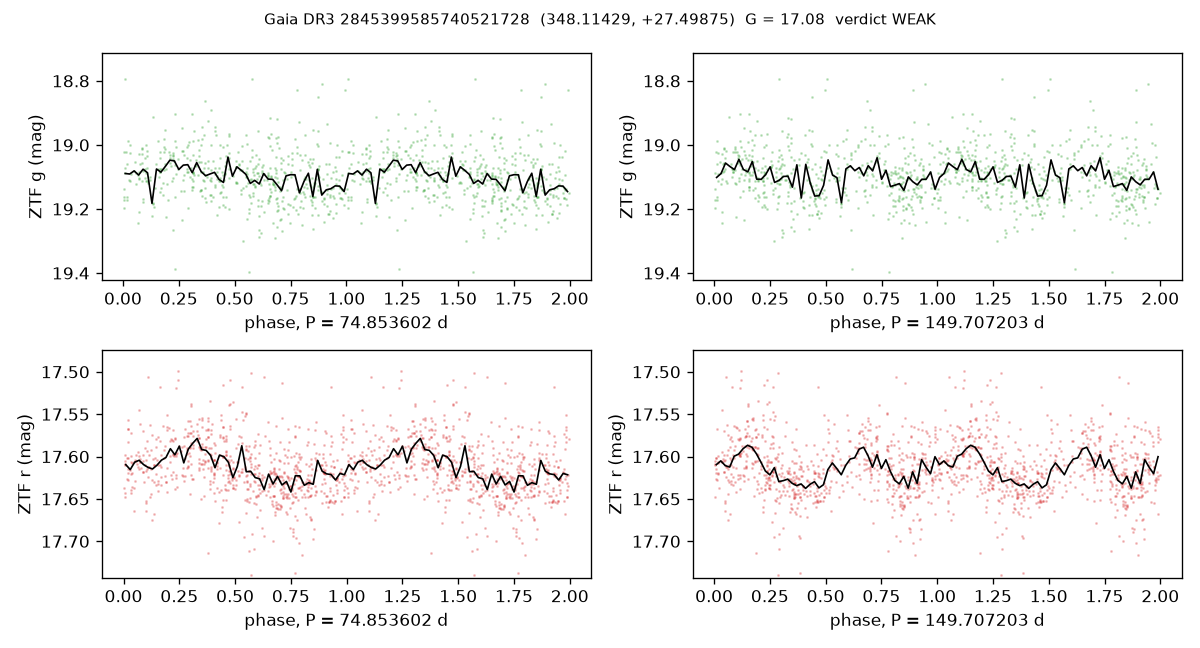 Gaia DR3 2845399585740521728  (348.11429, +27.49875)  G = 17.08  verdict WEAK
ZTF g (mag)
18.8
19.0
19.2
19.4
0.00 0.25 0.50 0.75 1.00 1.25 1.50 1.75 2.00
phase, P = 74.853602 d
ZTF g (mag)
18.8
19.0
19.2
19.4
0.00 0.25 0.50 0.75 1.00 1.25 1.50 1.75 2.00
phase, P = 149.707203 d
ZTF r (mag)
17.50
17.55
17.60
17.65
17.70
0.00 0.25 0.50 0.75 1.00 1.25 1.50 1.75 2.00
phase, P = 74.853602 d
ZTF r (mag)
17.50
17.55
17.60
17.65
17.70
0.00 0.25 0.50 0.75 1.00 1.25 1.50 1.75 2.00
phase, P = 149.707203 d